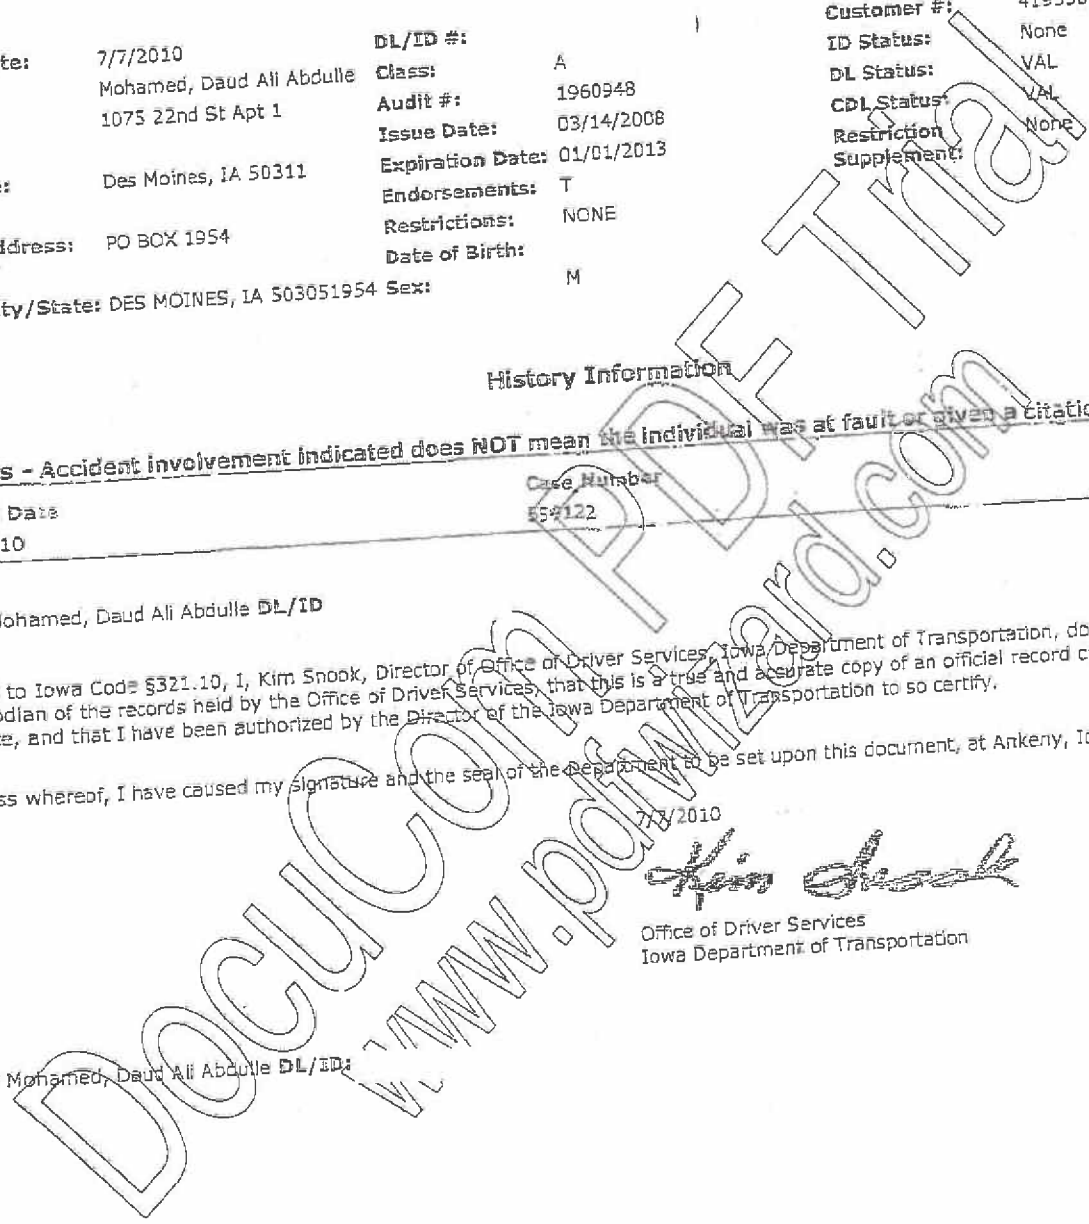 te: 7/7/2010 DL/ID #: Customer #:
Mohamed, Daud Ali Abdulle Class: A ID Status: None
1075 22nd St Apt 1 Audit #: 1960948 DL Status: VAL
Issue Date: 03/14/2008 CDL Status: VAL
Des Moines, IA 50311 Expiration Date: 01/01/2013 Restriction Supplement: None
Endorsements: T
ddress: PO BOX 1954 Restrictions: NONE
Date of Birth:
ty/State: DES MOINES, IA 503051954 Sex: M
History Information
s - Accident involvement indicated does NOT mean the individual was at fault or given a citatio
Date Case Number
10
ohamed, Daud Ali Abdulle DL/ID
to Iowa Code §321.10, I, Kim Snook, Director of Office of Driver Services, Iowa Department of Transportation, do
odian of the records held by the Office of Driver Services, that this is a true and accurate copy of an official record c
te, and that I have been authorized by the Director of the Iowa Department of Transportation to so certify.
ss whereof, I have caused my signature and the seal of the Department to be set upon this document, at Ankeny, Io
7/7/2010
Kim Snook
Office of Driver Services
Iowa Department of Transportation
Mohamed, Daud Ali Abdulle DL/ID:
DocuCom PDF Trial
www.pdfwizard.com